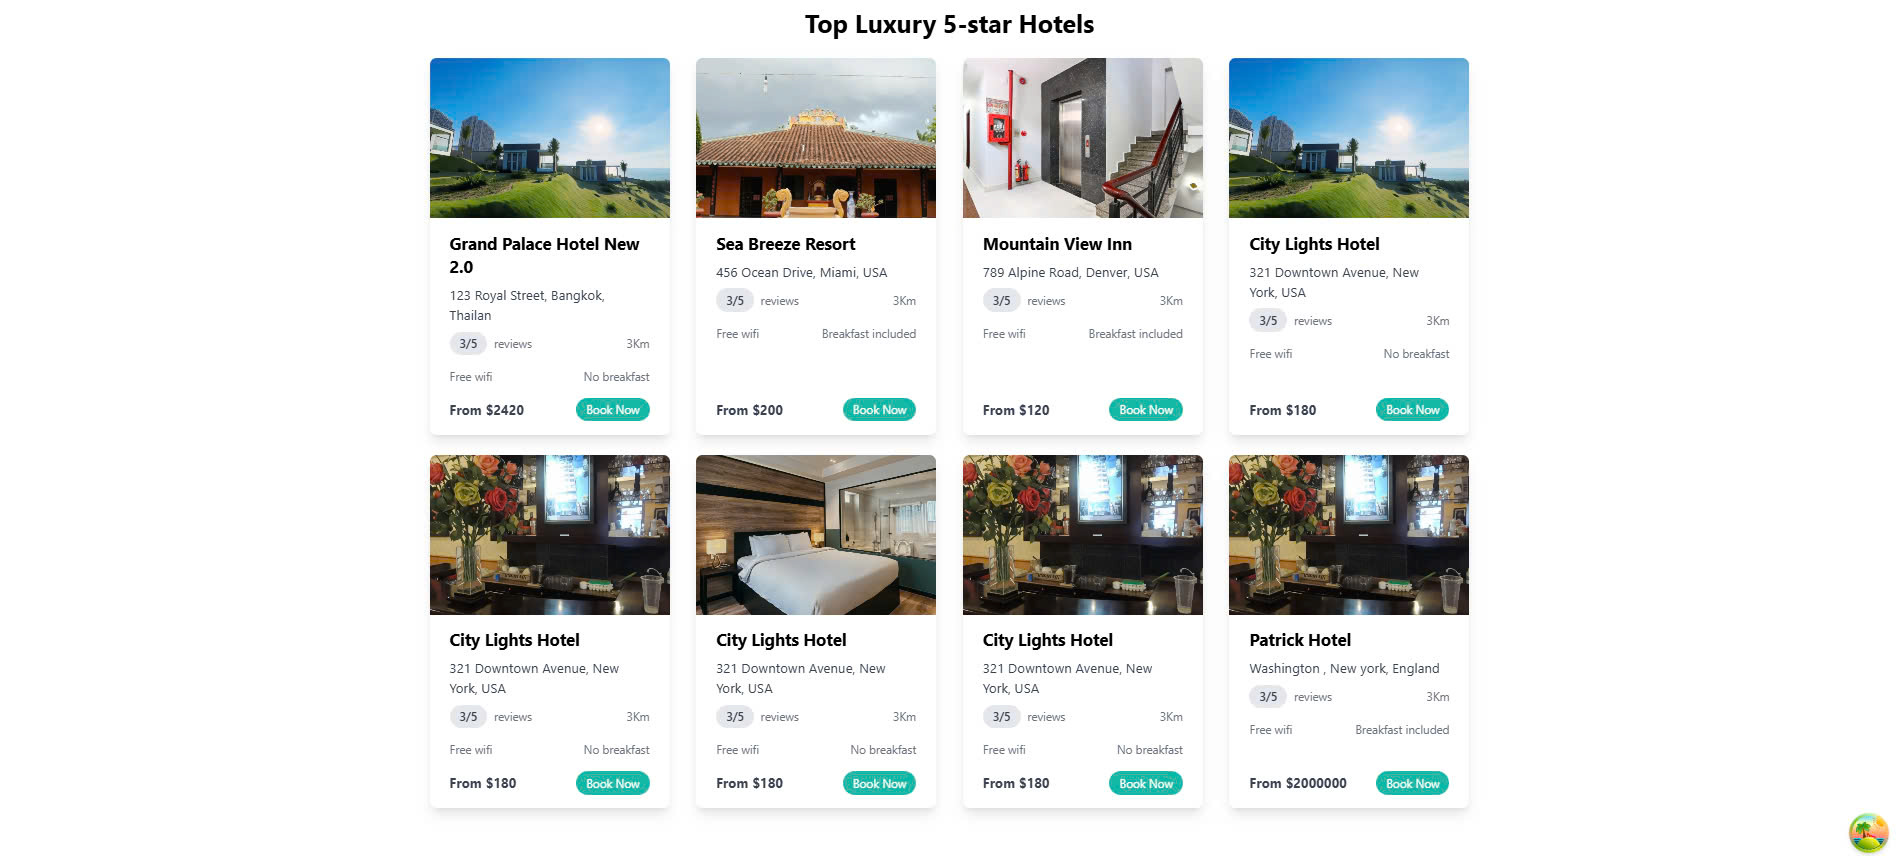 Top Luxury 5-star Hotels
Grand Palace Hotel New
2.0
123 Royal Street, Bangkok,
Thailan
3/5 reviews 3Km
Free wifi No breakfast
From $2420 Book Now
Sea Breeze Resort
456 Ocean Drive, Miami, USA
3/5 reviews 3Km
Free wifi Breakfast included
From $200 Book Now
Mountain View Inn
789 Alpine Road, Denver, USA
3/5 reviews 3Km
Free wifi Breakfast included
From $120 Book Now
City Lights Hotel
321 Downtown Avenue, New
York, USA
3/5 reviews 3Km
Free wifi No breakfast
From $180 Book Now
City Lights Hotel
321 Downtown Avenue, New
York, USA
3/5 reviews 3Km
Free wifi No breakfast
From $180 Book Now
City Lights Hotel
321 Downtown Avenue, New
York, USA
3/5 reviews 3Km
Free wifi No breakfast
From $180 Book Now
City Lights Hotel
321 Downtown Avenue, New
York, USA
3/5 reviews 3Km
Free wifi No breakfast
From $180 Book Now
Patrick Hotel
Washington , New york, England
3/5 reviews 3Km
Free wifi Breakfast included
From $2000000 Book Now